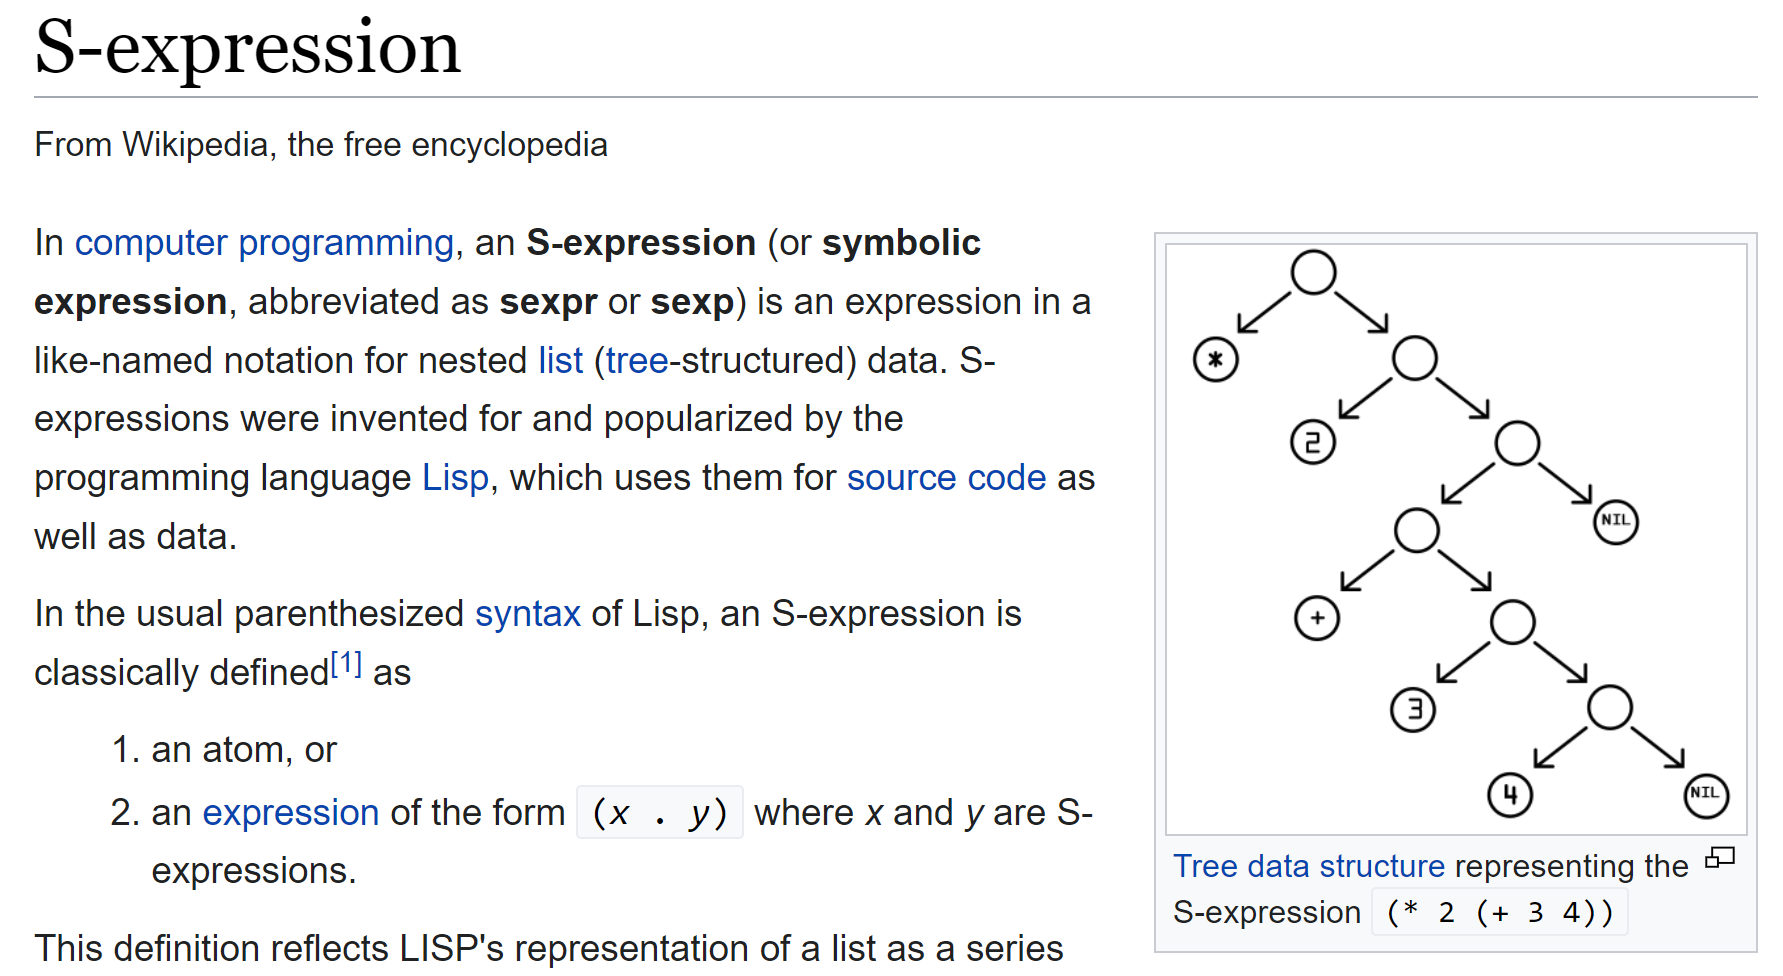 S-expression
From Wikipedia, the free encyclopedia
In computer programming, an S-expression (or symbolic
expression, abbreviated as sexpr or sexp) is an expression in a
like-named notation for nested list (tree-structured) data. S-
expressions were invented for and popularized by the
programming language Lisp, which uses them for source code as
well as data.
In the usual parenthesized syntax of Lisp, an S-expression is
classically defined[1] as
1. an atom, or
2. an expression of the form (x . y) where x and y are S-
expressions.
This definition reflects LISP's representation of a list as a series
*
2
NIL
+
3
4
NIL
Tree data structure representing the
S-expression (* 2 (+ 3 4))